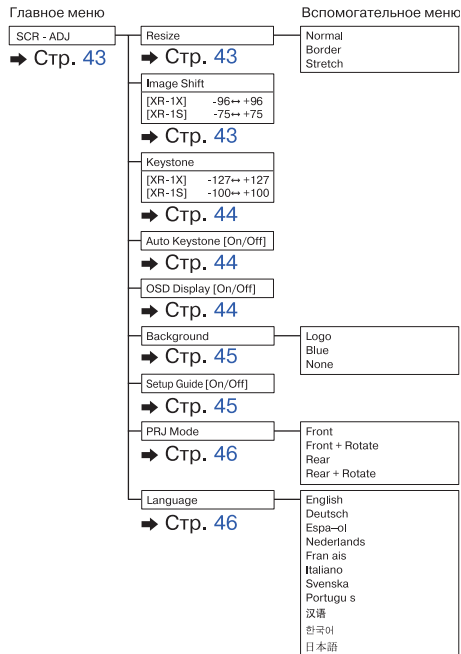 Главное меню
Вспомогательное меню
SCR - ADJ
➡ Стр. 43
Resize
➡ Стр. 43
Normal
Border
Stretch
Image Shift
[XR-1X] -96↔ +96
[XR-1S] -75↔ +75
➡ Стр. 43
Keystone
[XR-1X] -127↔ +127
[XR-1S] -100↔ +100
➡ Стр. 44
Auto Keystone [On/Off]
➡ Стр. 44
OSD Display [On/Off]
➡ Стр. 44
Background
➡ Стр. 45
Logo
Blue
None
Setup Guide [On/Off]
➡ Стр. 45
PRJ Mode
➡ Стр. 46
Front
Front + Rotate
Rear
Rear + Rotate
Language
➡ Стр. 46
English
Deutsch
Espa–ol
Nederlands
Fran ais
Italiano
Svenska
Portugu s
汉语
한국어
日本語